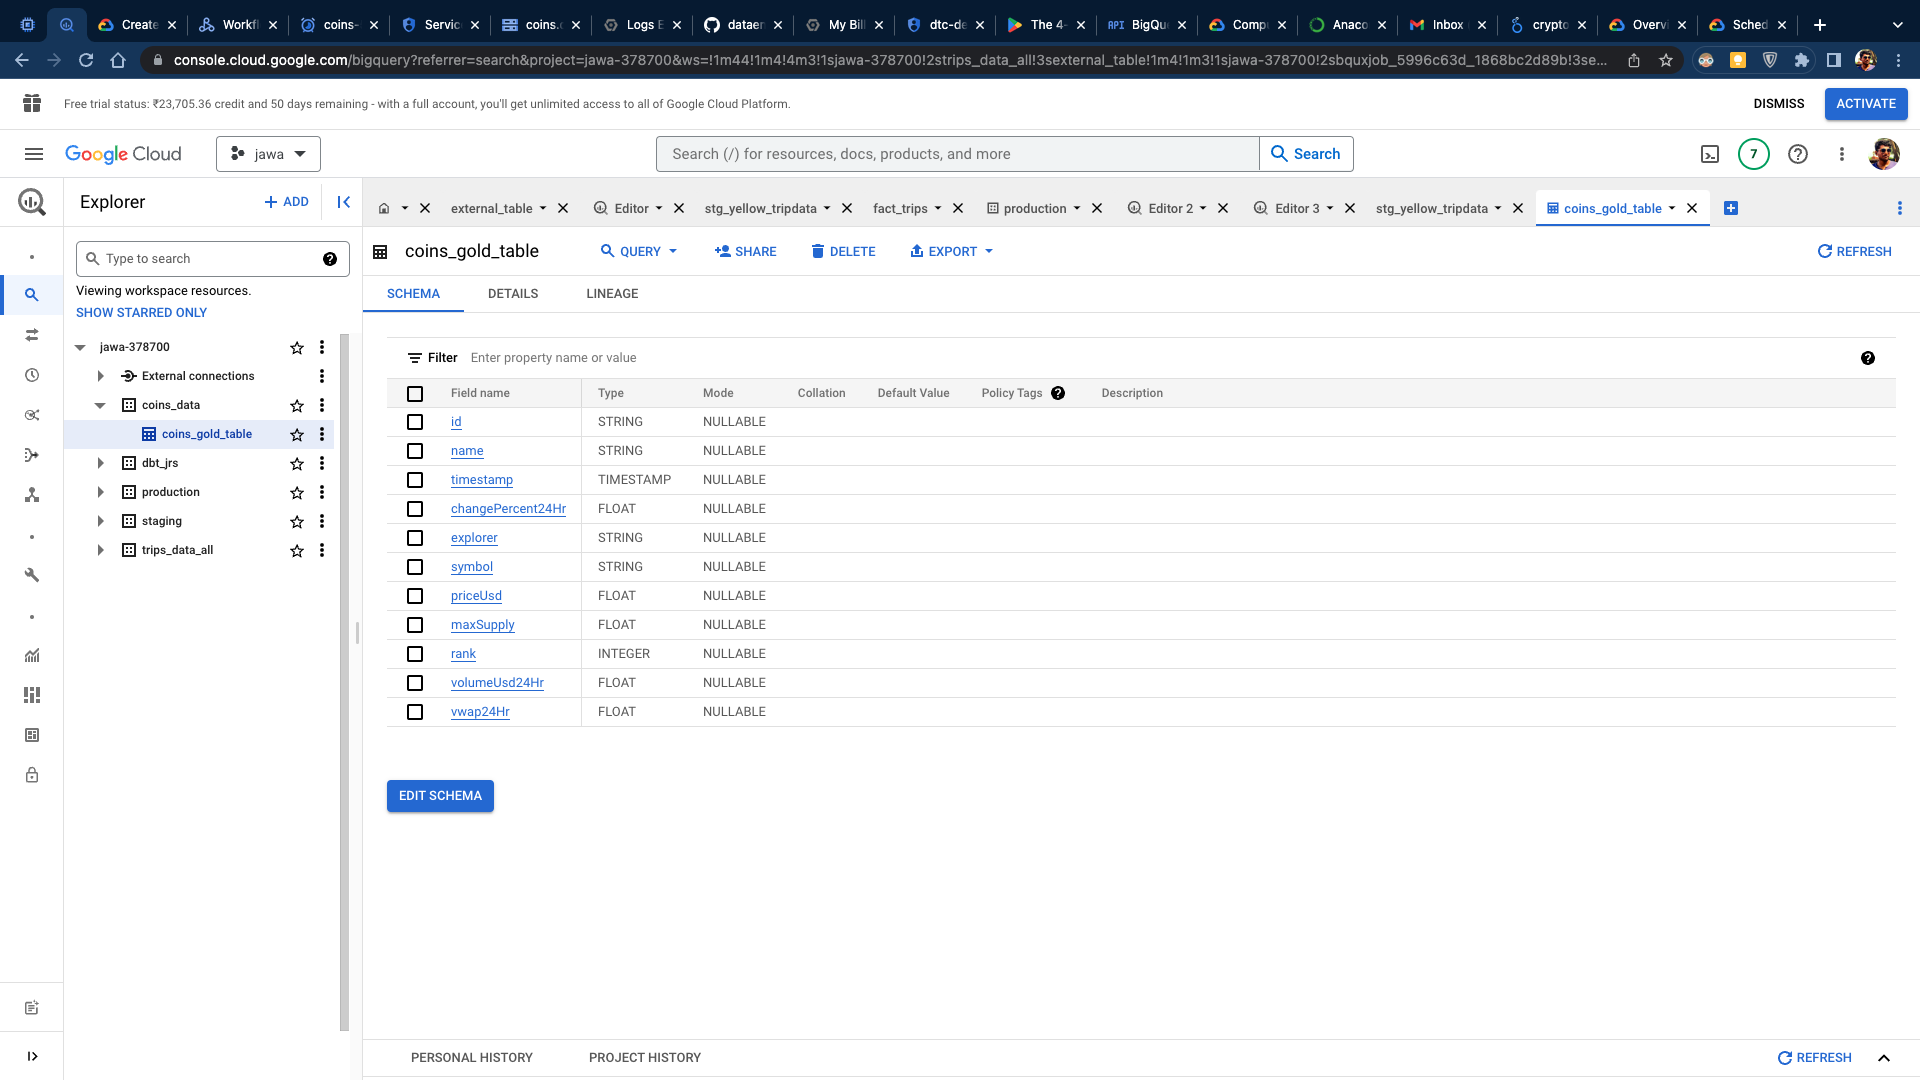 Create
Workfl
coins-
Servic
coins.c
Logs E
dataen
My Bill
dtc-de
The 4-
API BigQu
Compu
Anaco
Inbox
crypto
Overvi
Sched
console.cloud.google.com/bigquery?referrer=search&project=jawa-378700&ws=!1m44!1m4!4m3!1sjawa-378700!2strips_data_all!3sexternal_table!1m4!1m3!1sjawa-378700!2sbquxjob_5996c63d_1868bc2d89b!3se...
Free trial status: ₹23,705.36 credit and 50 days remaining - with a full account, you'll get unlimited access to all of Google Cloud Platform.
DISMISS
ACTIVATE
Google Cloud
jawa
Search (/) for resources, docs, products, and more
Search
7
Explorer
+ ADD
external_table
Editor
stg_yellow_tripdata
fact_trips
production
Editor 2
Editor 3
stg_yellow_tripdata
coins_gold_table
Type to search
Viewing workspace resources.
SHOW STARRED ONLY
jawa-378700
External connections
coins_data
coins_gold_table
dbt_jrs
production
staging
trips_data_all
coins_gold_table
QUERY
SHARE
DELETE
EXPORT
REFRESH
SCHEMA DETAILS LINEAGE
Filter Enter property name or value
Field name Type Mode Collation Default Value Policy Tags Description
id STRING NULLABLE
name STRING NULLABLE
timestamp TIMESTAMP NULLABLE
changePercent24Hr FLOAT NULLABLE
explorer STRING NULLABLE
symbol STRING NULLABLE
priceUsd FLOAT NULLABLE
maxSupply FLOAT NULLABLE
rank INTEGER NULLABLE
volumeUsd24Hr FLOAT NULLABLE
vwap24Hr FLOAT NULLABLE
EDIT SCHEMA
PERSONAL HISTORY PROJECT HISTORY
REFRESH